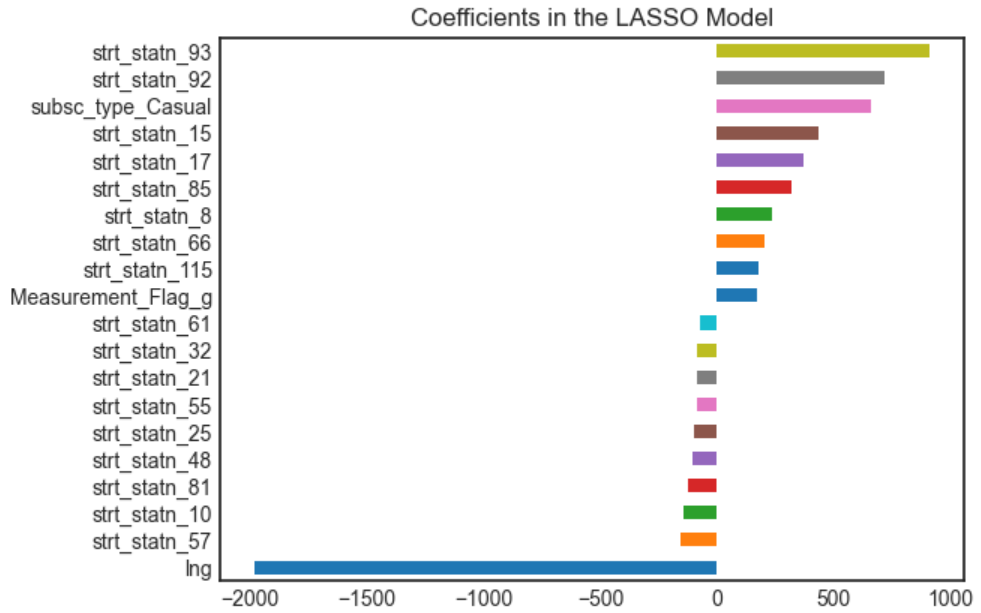 Coefficients in the LASSO Model
strt_statn_93
strt_statn_92
subsc_type_Casual
strt_statn_15
strt_statn_17
strt_statn_85
strt_statn_8
strt_statn_66
strt_statn_115
Measurement_Flag_g
strt_statn_61
strt_statn_32
strt_statn_21
strt_statn_55
strt_statn_25
strt_statn_48
strt_statn_81
strt_statn_10
strt_statn_57
lng
−2000 −1500 −1000 −500 0 500 1000